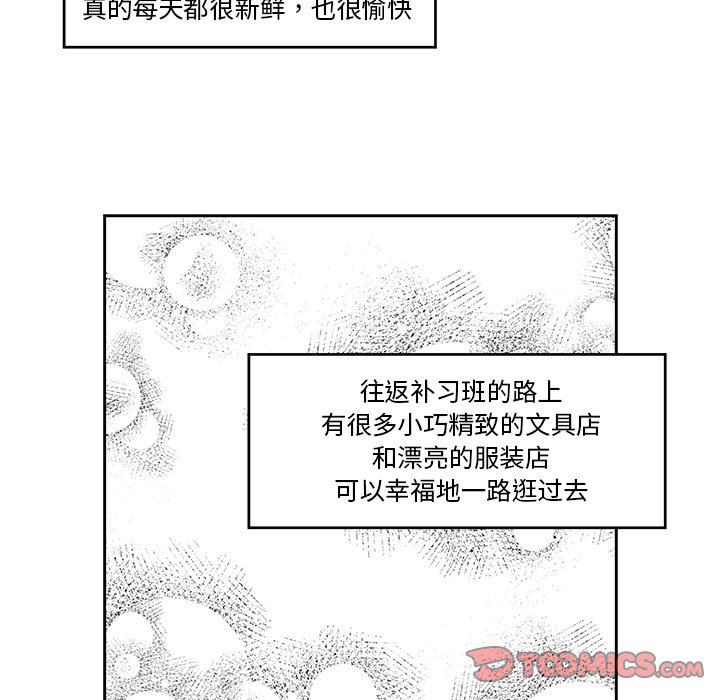 真的每天都很新鲜，也很愉快
往返补习班的路上
有很多小巧精致的文具店
和漂亮的服装店
可以幸福地一路逛过去
TOOMICS.COM